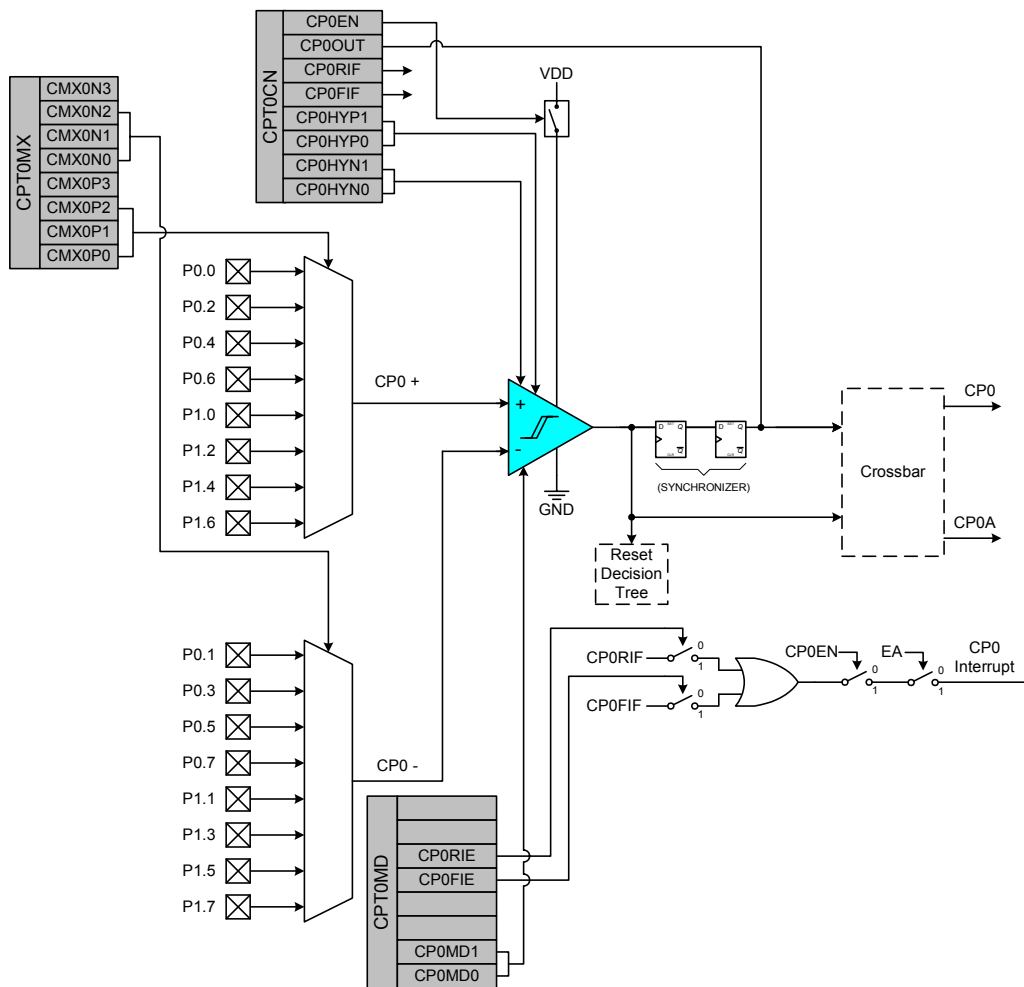 CPT0MX
CMX0N3
CMX0N2
CMX0N1
CMX0N0
CMX0P3
CMX0P2
CMX0P1
CMX0P0
CPT0CN
CP0EN
CP0OUT
CP0RIF
CP0FIF
CP0HYP1
CP0HYP0
CP0HYN1
CP0HYN0
VDD
P0.0
P0.2
P0.4
P0.6
P1.0
P1.2
P1.4
P1.6
CP0 +
+
-
GND
D SET Q
CLR Q
D SET Q
CLR Q
(SYNCHRONIZER)
Reset
Decision
Tree
Crossbar
CP0
CP0A
P0.1
P0.3
P0.5
P0.7
P1.1
P1.3
P1.5
P1.7
CP0 -
CPT0MD
CP0RIE
CP0FIE
CP0MD1
CP0MD0
CP0RIF
0
1
CP0FIF
0
1
CP0EN
0
1
EA
0
1
CP0
Interrupt